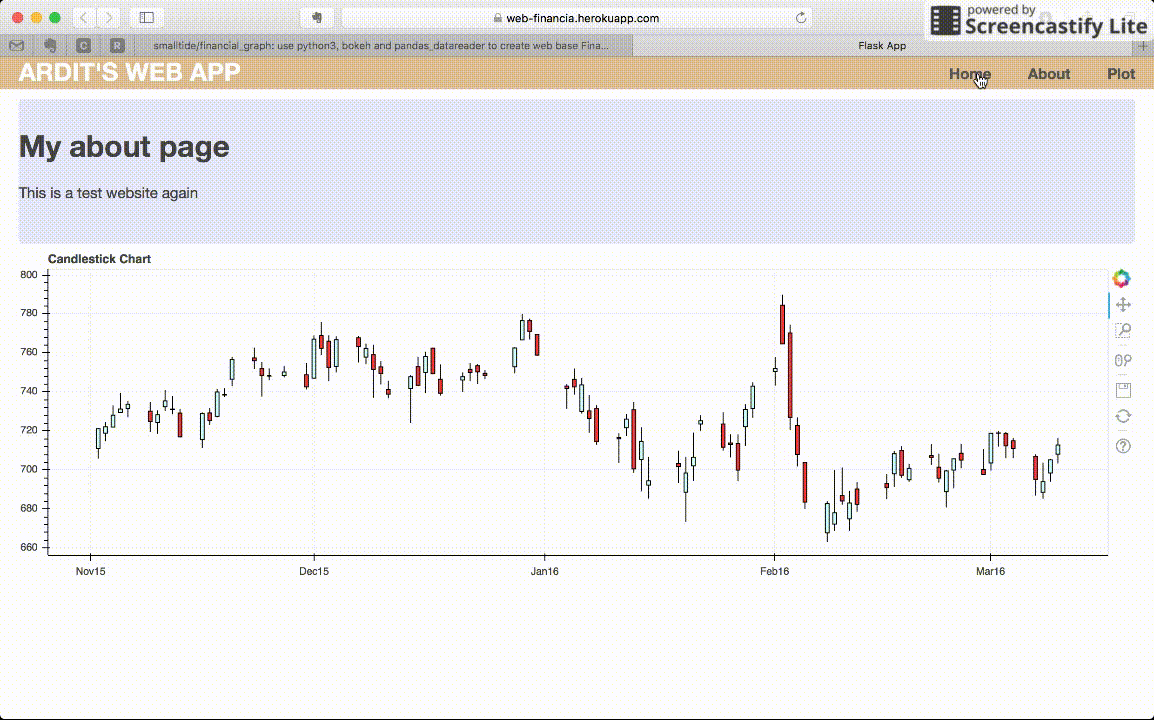 powered by
Screencastify Lite
web-financia.herokuapp.com
C
R
smalltide/financial_graph: use python3, bokeh and pandas_datareader to create web base Fina...
Flask App
ARDIT'S WEB APP
Home
About
Plot
My about page
This is a test website again
Candlestick Chart
800
780
760
740
720
700
680
660
Nov15
Dec15
Jan16
Feb16
Mar16